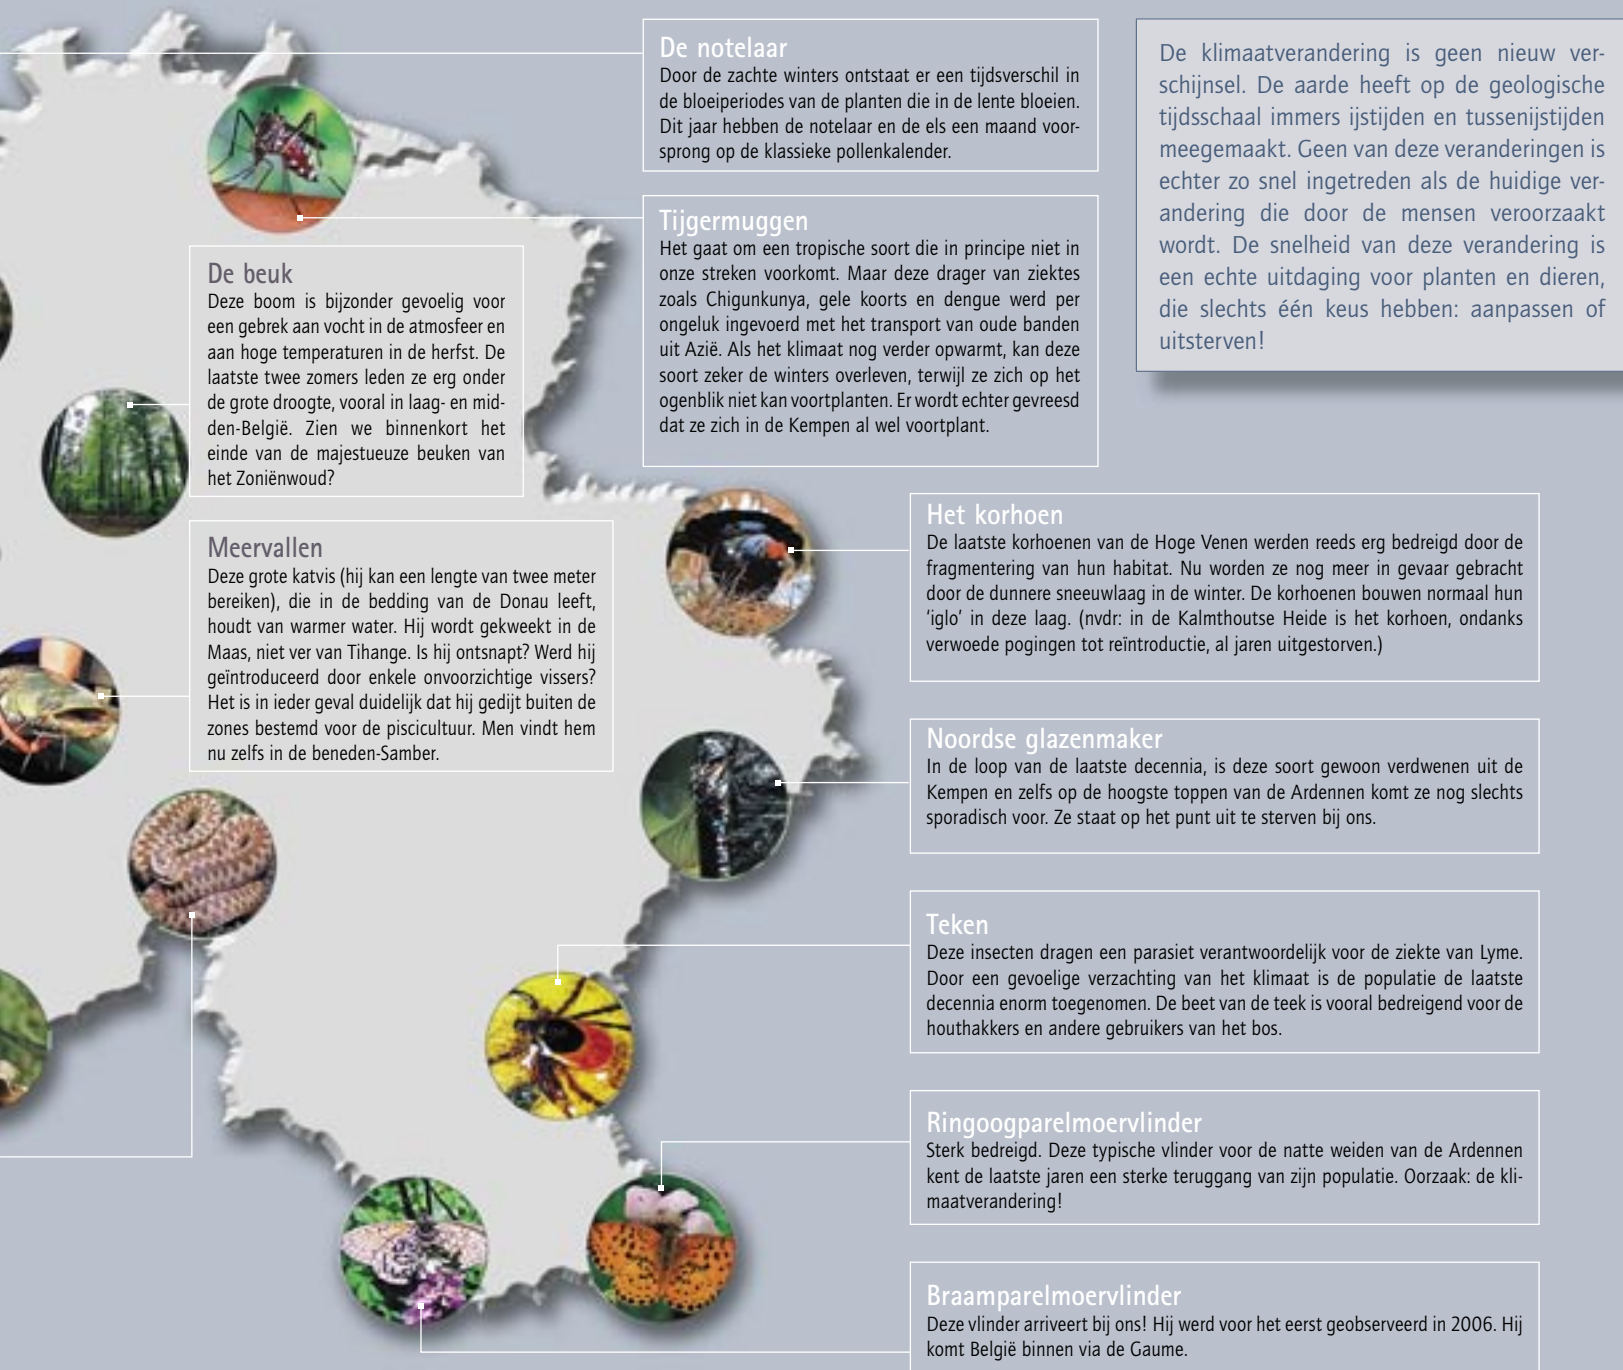 De notelaar
Door de zachte winters ontstaat er een tijdsverschil in
de bloeiperiodes van de planten die in de lente bloeien.
Dit jaar hebben de notelaar en de els een maand voor-
sprong op de klassieke pollenkalender.
De klimaatverandering is geen nieuw ver-
schijnsel. De aarde heeft op de geologische
tijdsschaal immers ijstijden en tussenijstijden
meegemaakt. Geen van deze veranderingen is
echter zo snel ingetreden als de huidige ver-
andering die door de mensen veroorzaakt
wordt. De snelheid van deze verandering is
een echte uitdaging voor planten en dieren,
die slechts één keus hebben: aanpassen of
uitsterven!
Tijgermuggen
Het gaat om een tropische soort die in principe niet in
onze streken voorkomt. Maar deze drager van ziektes
zoals Chigunkunya, gele koorts en dengue werd per
ongeluk ingevoerd met het transport van oude banden
uit Azië. Als het klimaat nog verder opwarmt, kan deze
soort zeker de winters overleven, terwijl ze zich op het
ogenblik niet kan voortplanten. Er wordt echter gevreesd
dat ze zich in de Kempen al wel voortplant.
De beuk
Deze boom is bijzonder gevoelig voor
een gebrek aan vocht in de atmosfeer en
aan hoge temperaturen in de herfst. De
laatste twee zomers leden ze erg onder
de grote droogte, vooral in laag- en mid-
den-België. Zien we binnenkort het
einde van de majestueuze beuken van
het Zoniënwoud?
Meervallen
Deze grote katvis (hij kan een lengte van twee meter
bereiken), die in de bedding van de Donau leeft,
houdt van warmer water. Hij wordt gekweekt in de
Maas, niet ver van Tihange. Is hij ontsnapt? Werd hij
geïntroduceerd door enkele onvoorzichtige vissers?
Het is in ieder geval duidelijk dat hij gedijt buiten de
zones bestemd voor de piscicultuur. Men vindt hem
nu zelfs in de beneden-Samber.
Het korhoen
De laatste korhoenen van de Hoge Venen werden reeds erg bedreigd door de
fragmentering van hun habitat. Nu worden ze nog meer in gevaar gebracht
door de dunnere sneeuwlaag in de winter. De korhoenen bouwen normaal hun
'iglo' in deze laag. (nvdr: in de Kalmthoutse Heide is het korhoen, ondanks
verwoede pogingen tot reïntroductie, al jaren uitgestorven.)
Noordse glazenmaker
In de loop van de laatste decennia, is deze soort gewoon verdwenen uit de
Kempen en zelfs op de hoogste toppen van de Ardennen komt ze nog slechts
sporadisch voor. Ze staat op het punt uit te sterven bij ons.
Teken
Deze insecten dragen een parasiet verantwoordelijk voor de ziekte van Lyme.
Door een gevoelige verzachting van het klimaat is de populatie de laatste
decennia enorm toegenomen. De beet van de teek is vooral bedreigend voor de
houthakkers en andere gebruikers van het bos.
Ringoogparelmoervlinder
Sterk bedreigd. Deze typische vlinder voor de natte weiden van de Ardennen
kent de laatste jaren een sterke teruggang van zijn populatie. Oorzaak: de kli-
maatverandering!
Braamparelmoervlinder
Deze vlinder arriveert bij ons! Hij werd voor het eerst geobserveerd in 2006. Hij
komt België binnen via de Gaume.